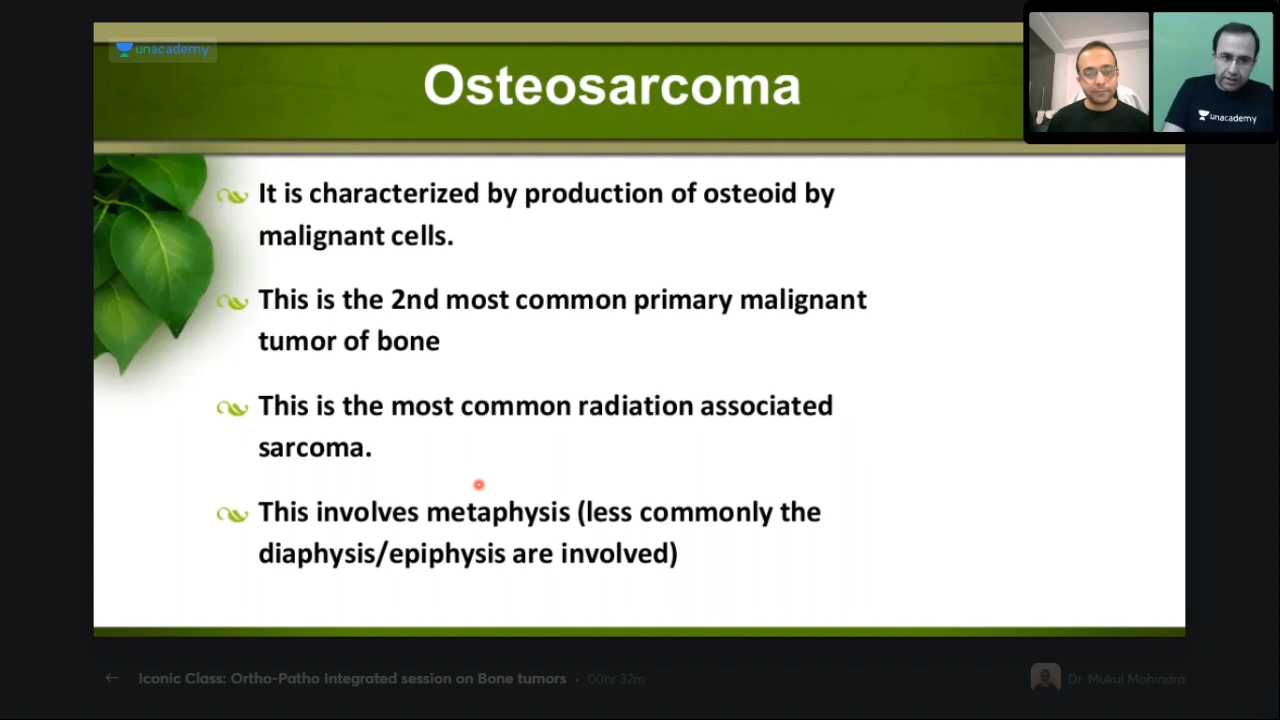 unacademy
Osteosarcoma
It is characterized by production of osteoid by
malignant cells.
This is the 2nd most common primary malignant
tumor of bone
This is the most common radiation associated
sarcoma.
This involves metaphysis (less commonly the
diaphysis/epiphysis are involved)
unacademy
← Iconic Class: Ortho-Patho Integrated session on Bone tumors • 00hr 32m
Dr. Mukul Mohindra